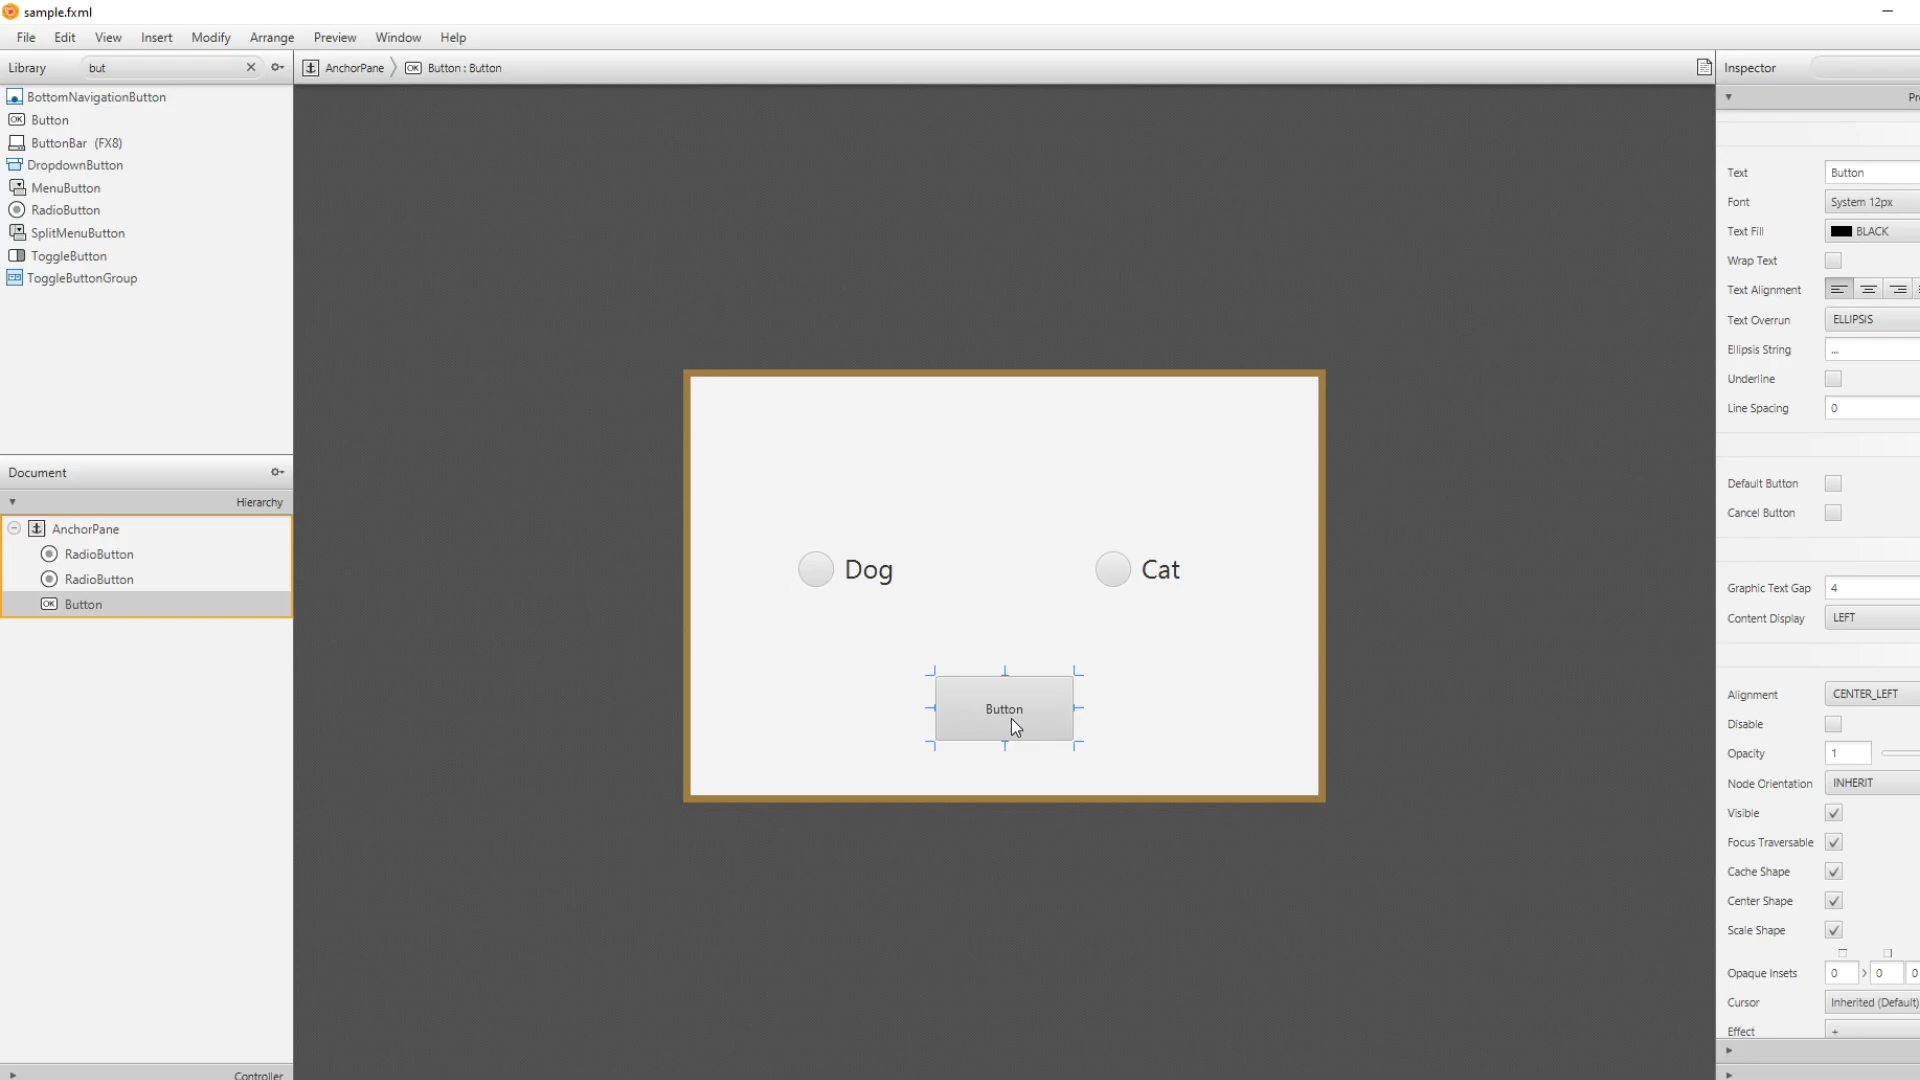 sample.fxml
File Edit View Insert Modify Arrange Preview Window Help
Library but
AnchorPane Button : Button
Inspector
BottomNavigationButton
Button
ButtonBar (FX8)
DropdownButton
MenuButton
RadioButton
SplitMenuButton
ToggleButton
ToggleButtonGroup
Document
Hierarchy
AnchorPane
RadioButton
RadioButton
OK Button
Controller
Dog
Cat
Button
Text Button
Font System 12px
Text Fill BLACK
Wrap Text
Text Alignment
Text Overrun ELLIPSIS
Ellipsis String ...
Underline
Line Spacing 0
Default Button
Cancel Button
Graphic Text Gap 4
Content Display LEFT
Alignment CENTER_LEFT
Disable
Opacity 1
Node Orientation INHERIT
Visible
Focus Traversable
Cache Shape
Center Shape
Scale Shape
Opaque Insets 0 0 0
Cursor Inherited (Default)
Effect +